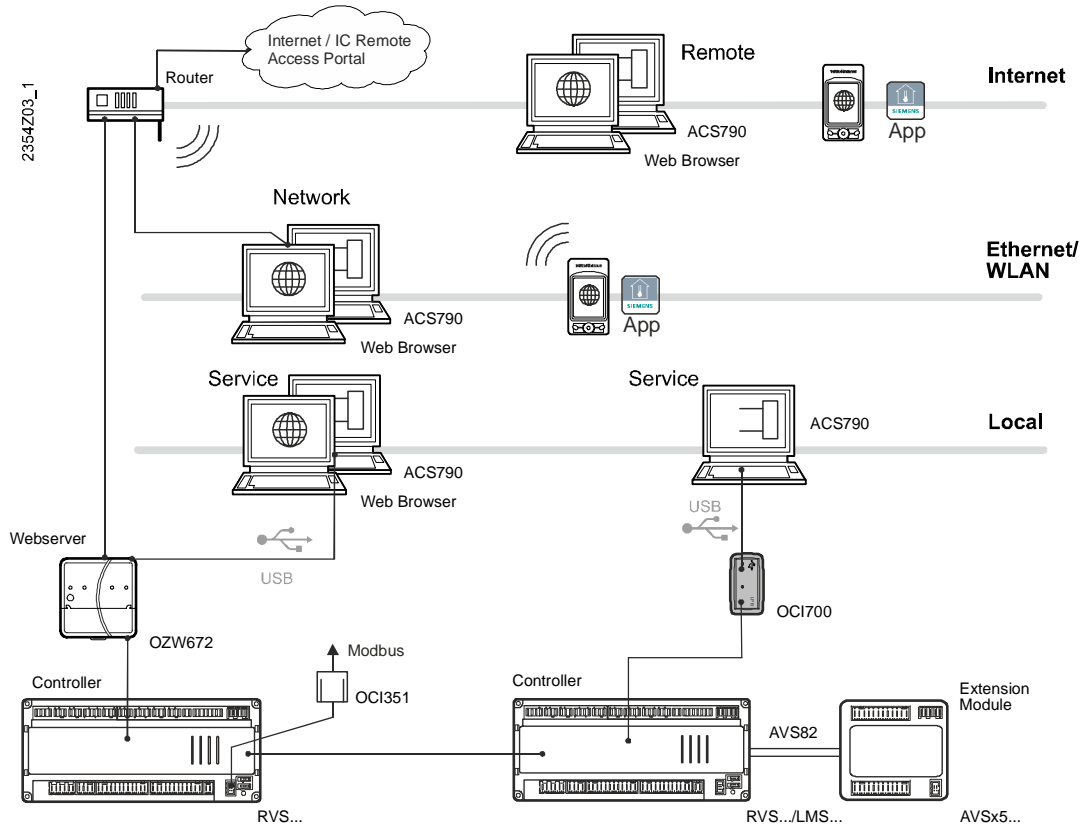 Internet / IC Remote
Access Portal
Router
Remote
Internet
2354Z03_1
SIEMENS
App
ACS790
Web Browser
Network
Ethernet/
WLAN
SIEMENS
App
ACS790
Web Browser
Service
Service
ACS790
Local
ACS790
Web Browser
USB
USB
Webserver
OCI700
OZW672
Modbus
OCI351
Controller
Controller
Extension
Module
AVS82
RVS...
RVS.../LMS...
AVSx5...